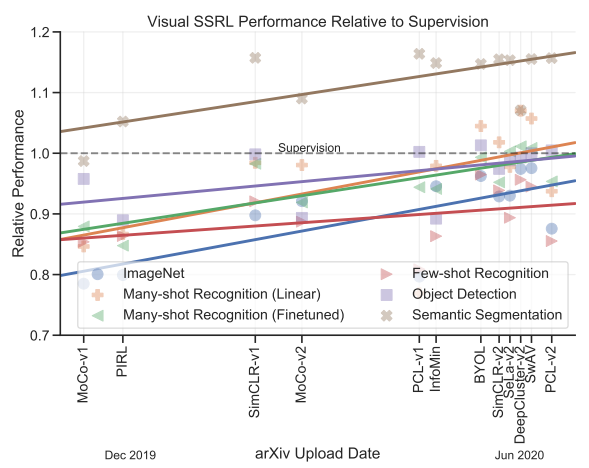 Visual SSRL Performance Relative to Supervision
Relative Performance
1.2
1.1
1.0
0.9
0.8
0.7
Supervision
ImageNet
Many-shot Recognition (Linear)
Many-shot Recognition (Finetuned)
Few-shot Recognition
Object Detection
Semantic Segmentation
MoCo-v1
PIRL
SimCLR-v1
MoCo-v2
PCL-v1
InfoMin
BYOL
SimCLR-v2
SeLa-v2
DeepCluster-v2
SwAV
PCL-v2
Dec 2019
arXiv Upload Date
Jun 2020